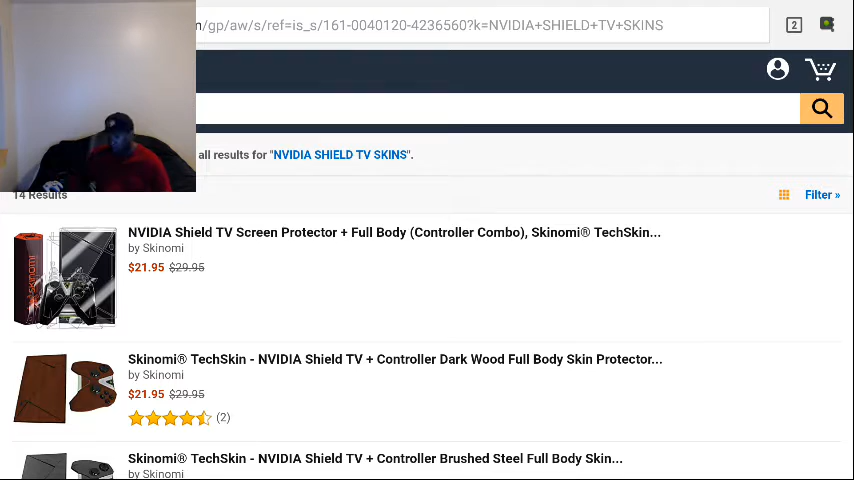 n/gp/aw/s/ref=is_s/161-0040120-4236560?k=NVIDIA+SHIELD+TV+SKINS
2
all results for "NVIDIA SHIELD TV SKINS".
14 Results
Filter »
NVIDIA Shield TV Screen Protector + Full Body (Controller Combo), Skinomi® TechSkin...
by Skinomi
$21.95 $29.95
SKINOMI
Skinomi® TechSkin - NVIDIA Shield TV + Controller Dark Wood Full Body Skin Protector...
by Skinomi
$21.95 $29.95
(2)
Skinomi® TechSkin - NVIDIA Shield TV + Controller Brushed Steel Full Body Skin...
by Skinomi